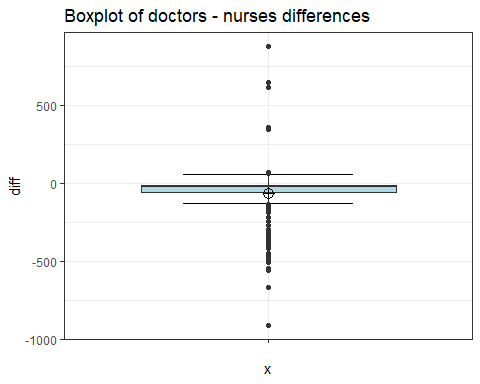 Boxplot of doctors - nurses differences
500
0
-500
-1000
diff
x